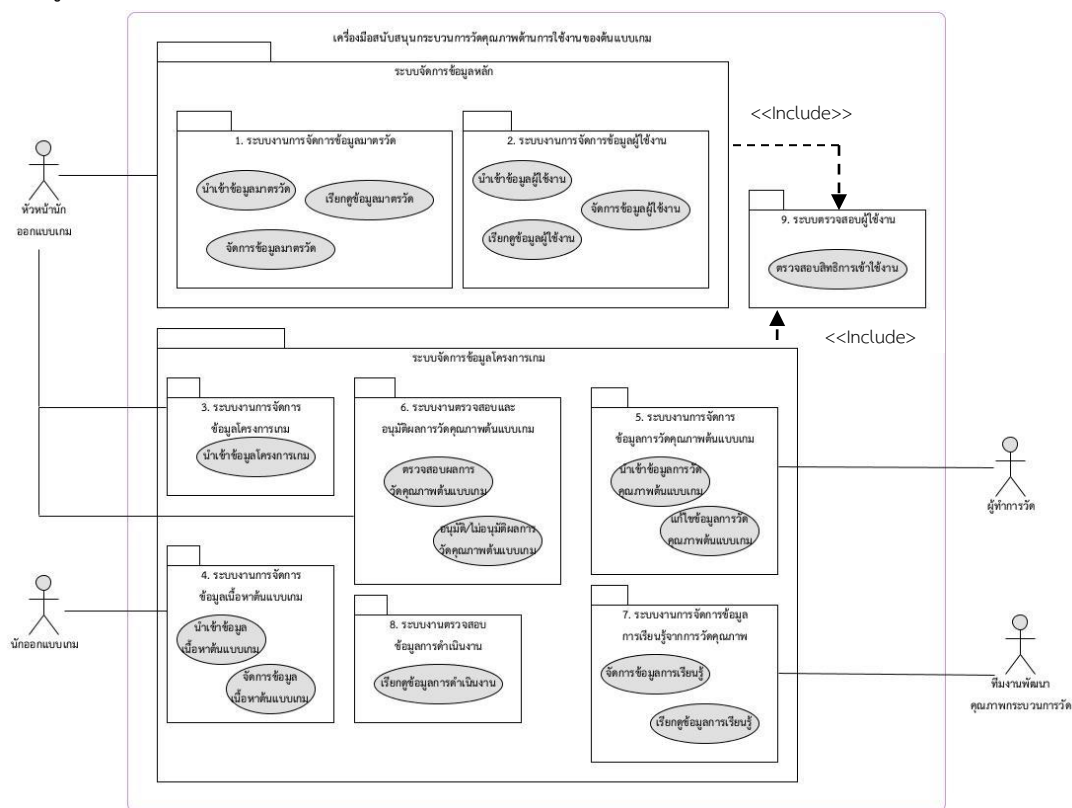 เครื่องมือสนับสนุนกระบวนการวัดคุณภาพด้านการใช้งานของต้นแบบเกม
ระบบจัดการข้อมูลหลัก
1. ระบบงานการจัดการข้อมูลมาตรวัด
นำเข้าข้อมูลมาตรวัด
เรียกดูข้อมูลมาตรวัด
จัดการข้อมูลมาตรวัด
2. ระบบงานการจัดการข้อมูลผู้ใช้งาน
นำเข้าข้อมูลผู้ใช้งาน
จัดการข้อมูลผู้ใช้งาน
เรียกดูข้อมูลผู้ใช้งาน
<<Include>>
9. ระบบตรวจสอบผู้ใช้งาน
ตรวจสอบสิทธิการเข้าใช้งาน
<<Include>
หัวหน้านัก
ออกแบบเกม
ระบบจัดการข้อมูลโครงการเกม
3. ระบบงานการจัดการ
ข้อมูลโครงการเกม
นำเข้าข้อมูลโครงการเกม
6. ระบบงานตรวจสอบและ
อนุมัติผลการวัดคุณภาพต้นแบบเกม
ตรวจสอบผลการ
วัดคุณภาพต้นแบบเกม
อนุมัติ/ไม่อนุมัติผลการ
วัดคุณภาพต้นแบบเกม
5. ระบบงานการจัดการ
ข้อมูลการวัดคุณภาพต้นแบบเกม
นำเข้าข้อมูลการวัด
คุณภาพต้นแบบเกม
แก้ไขข้อมูลการวัด
คุณภาพต้นแบบเกม
ผู้ทำการวัด
4. ระบบงานการจัดการ
ข้อมูลเนื้อหาต้นแบบเกม
นำเข้าข้อมูล
เนื้อหาต้นแบบเกม
จัดการข้อมูล
เนื้อหาต้นแบบเกม
นักออกแบบเกม
8. ระบบงานตรวจสอบ
ข้อมูลการดำเนินงาน
เรียกดูข้อมูลการดำเนินงาน
7. ระบบงานการจัดการข้อมูล
การเรียนรู้จากการวัดคุณภาพ
จัดการข้อมูลการเรียนรู้
เรียกดูข้อมูลการเรียนรู้
ทีมงานพัฒนา
คุณภาพกระบวนการวัด